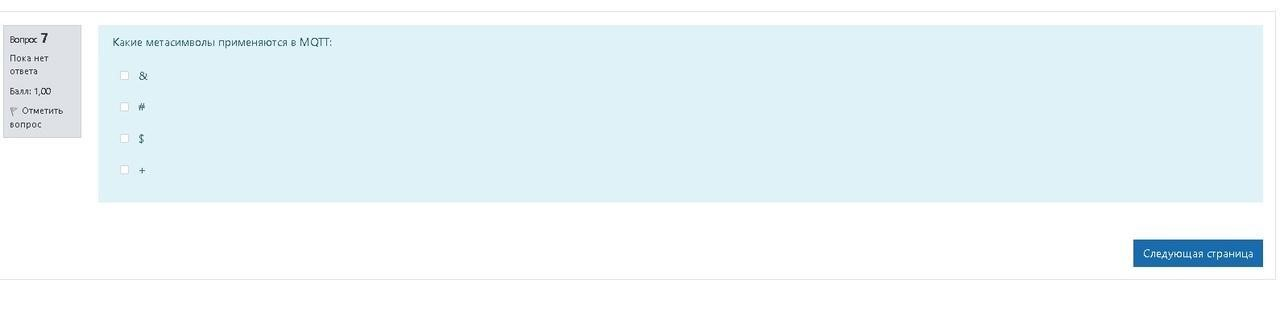 Вопрос 7
Пока нет
ответа
Балл: 1,00
Отметить
вопрос
Какие метасимволы применяются в MQTT:
&
#
$
+
Следующая страница